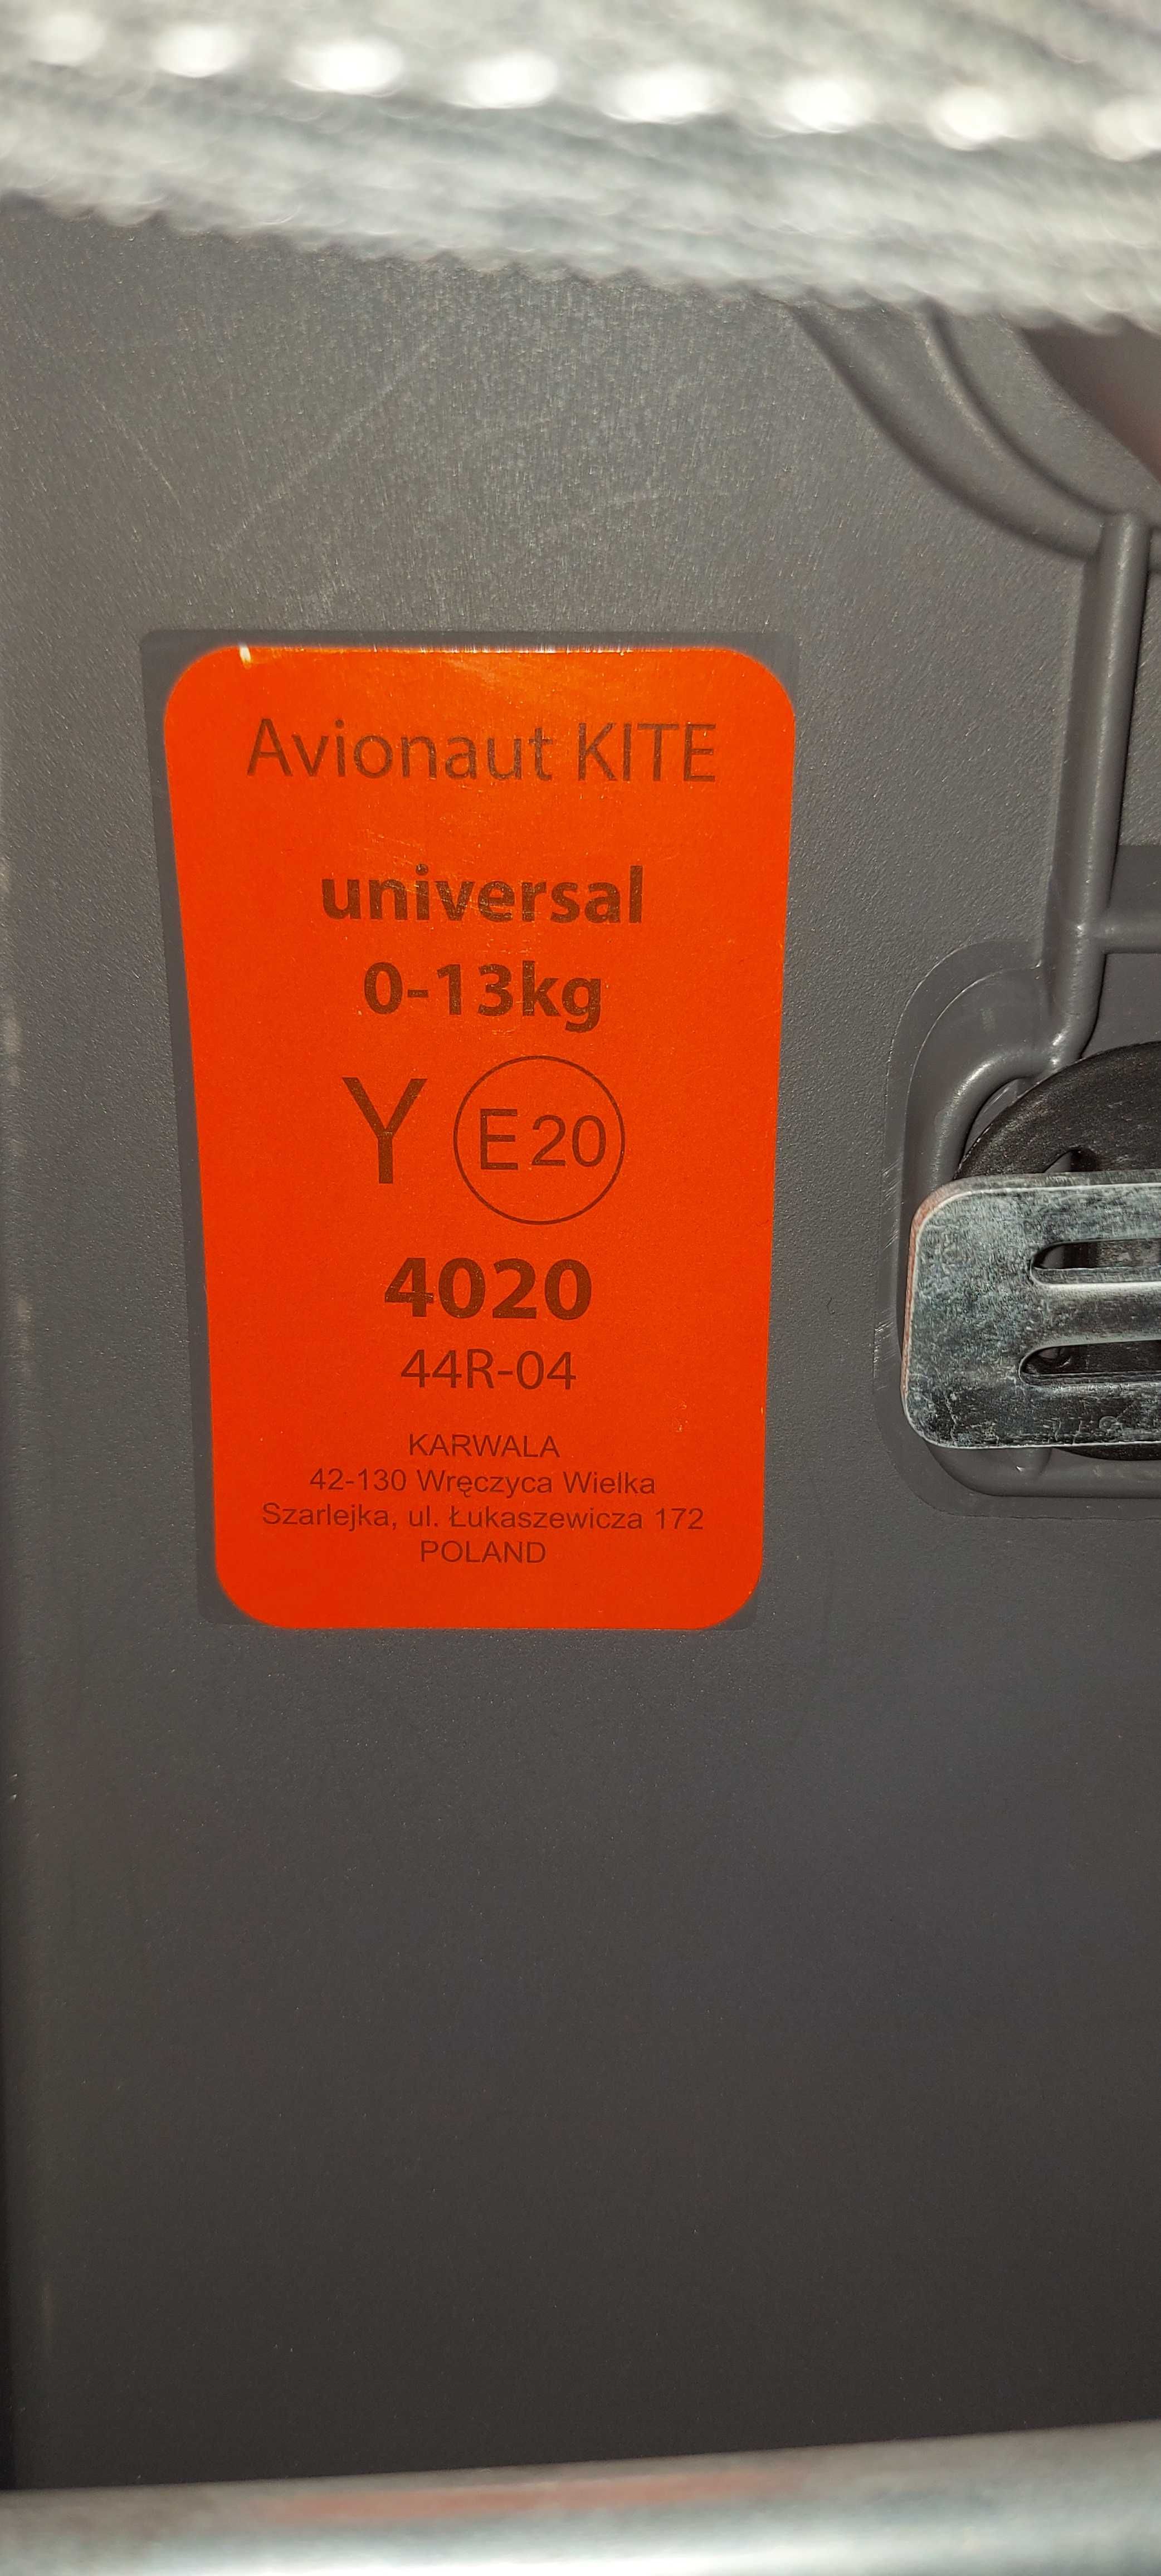 Avionaut KITE
universal
0-13kg
Y E20
4020
44R-04
KARWALA
42-130 Wręczyca Wielka
Szarlejka, ul. Łukaszewicza 172
POLAND